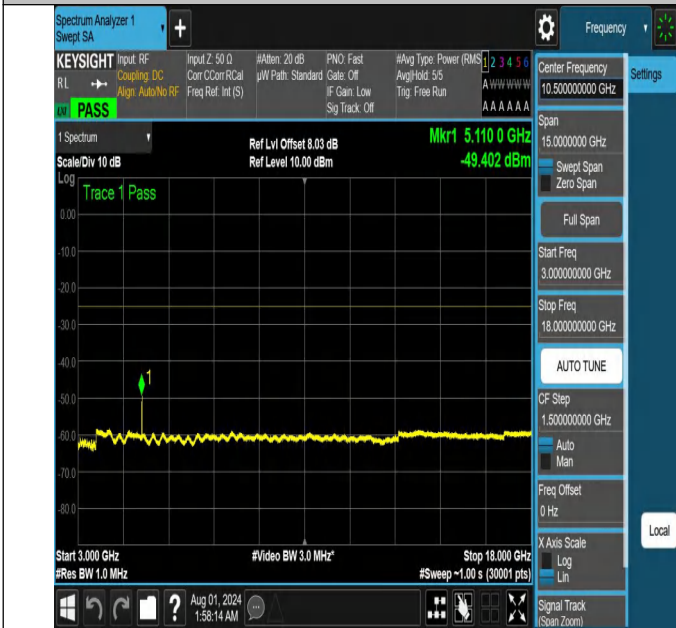 Spectrum Analyzer 1
Swept SA
+
Frequency
KEYSIGHT
RL
PASS
Input: RF
Coupling: DC
Align: Auto/No RF
Input Z: 50 Ω
Corr CCorr RCal
Freq Ref: Int (S)
#Atten: 20 dB
µW Path: Standard
PNO: Fast
Gate: Off
IF Gain: Low
Sig Track: Off
#Avg Type: Power (RMS
Avg|Hold: 5/5
Trig: Free Run
1 2 3 4 5 6
A W W W W W
A A A A A A
1 Spectrum
Scale/Div 10 dB
Ref Lvl Offset 8.03 dB
Ref Level 10.00 dBm
Mkr1 5.110 0 GHz
-49.402 dBm
Log
Trace 1 Pass
0.00
-10.0
-20.0
-30.0
-40.0
-50.0
-60.0
-70.0
-80.0
1
Start 3.000 GHz
#Res BW 1.0 MHz
#Video BW 3.0 MHz*
Stop 18.000 GHz
#Sweep ~1.00 s (30001 pts)
Aug 01, 2024
1:58:14 AM
Center Frequency
10.500000000 GHz
Span
15.0000000 GHz
Swept Span
Zero Span
Full Span
Start Freq
3.000000000 GHz
Stop Freq
18.000000000 GHz
AUTO TUNE
CF Step
1.500000000 GHz
Auto
Man
Freq Offset
0 Hz
X Axis Scale
Log
Lin
Signal Track
(Span Zoom)
Settings
Local